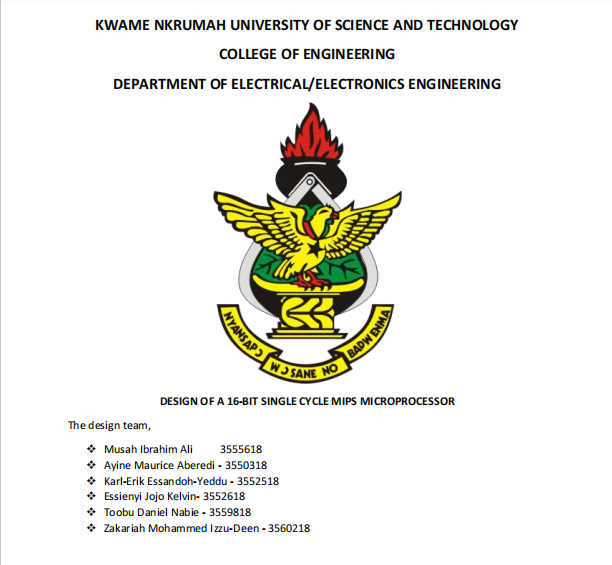 KWAME NKRUMAH UNIVERSITY OF SCIENCE AND TECHNOLOGY
COLLEGE OF ENGINEERING
DEPARTMENT OF ELECTRICAL/ELECTRONICS ENGINEERING
NYANSAPƆ WƆSANE NO BADWENMA
DESIGN OF A 16-BIT SINGLE CYCLE MIPS MICROPROCESSOR
The design team,
❖ Musah Ibrahim Ali 3555618
❖ Ayine Maurice Aberedi - 3550318
❖ Karl-Erik Essandoh-Yeddu - 3552518
❖ Essienyi Jojo Kelvin- 3552618
❖ Toobu Daniel Nabie - 3559818
❖ Zakariah Mohammed Izzu-Deen - 3560218